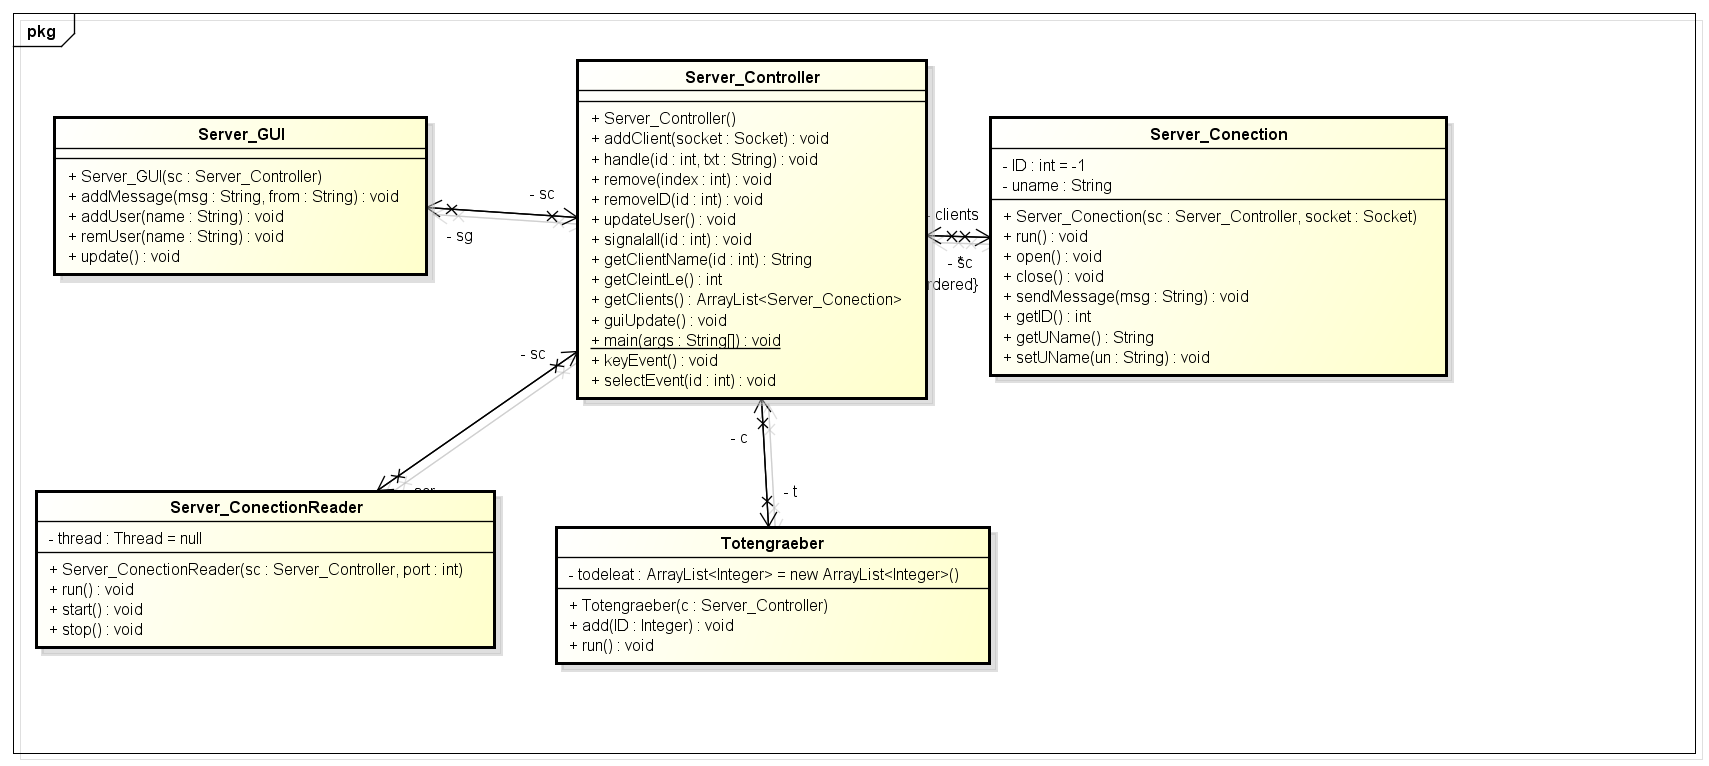 pkg
Server_Controller
+ Server_Controller()
+ addClient(socket : Socket) : void
+ handle(id : int, txt : String) : void
+ remove(index : int) : void
+ removeID(id : int) : void
+ updateUser() : void
+ signalall(id : int) : void
+ getClientName(id : int) : String
+ getCleintLe() : int
+ getClients() : ArrayList<Server_Conection>
+ guiUpdate() : void
+ main(args : String[]) : void
+ keyEvent() : void
+ selectEvent(id : int) : void
Server_GUI
+ Server_GUI(sc : Server_Controller)
+ addMessage(msg : String, from : String) : void
+ addUser(name : String) : void
+ remUser(name : String) : void
+ update() : void
- sc
- sg
Server_Conection
- ID : int = -1
- uname : String
+ Server_Conection(sc : Server_Controller, socket : Socket)
+ run() : void
+ open() : void
+ close() : void
+ sendMessage(msg : String) : void
+ getID() : int
+ getUName() : String
+ setUName(un : String) : void
- clients
*
- sc
rdered}
- sc
- c
- t
Server_ConectionReader
- thread : Thread = null
+ Server_ConectionReader(sc : Server_Controller, port : int)
+ run() : void
+ start() : void
+ stop() : void
Totengraeber
- todeleat : ArrayList<Integer> = new ArrayList<Integer>()
+ Totengraeber(c : Server_Controller)
+ add(ID : Integer) : void
+ run() : void